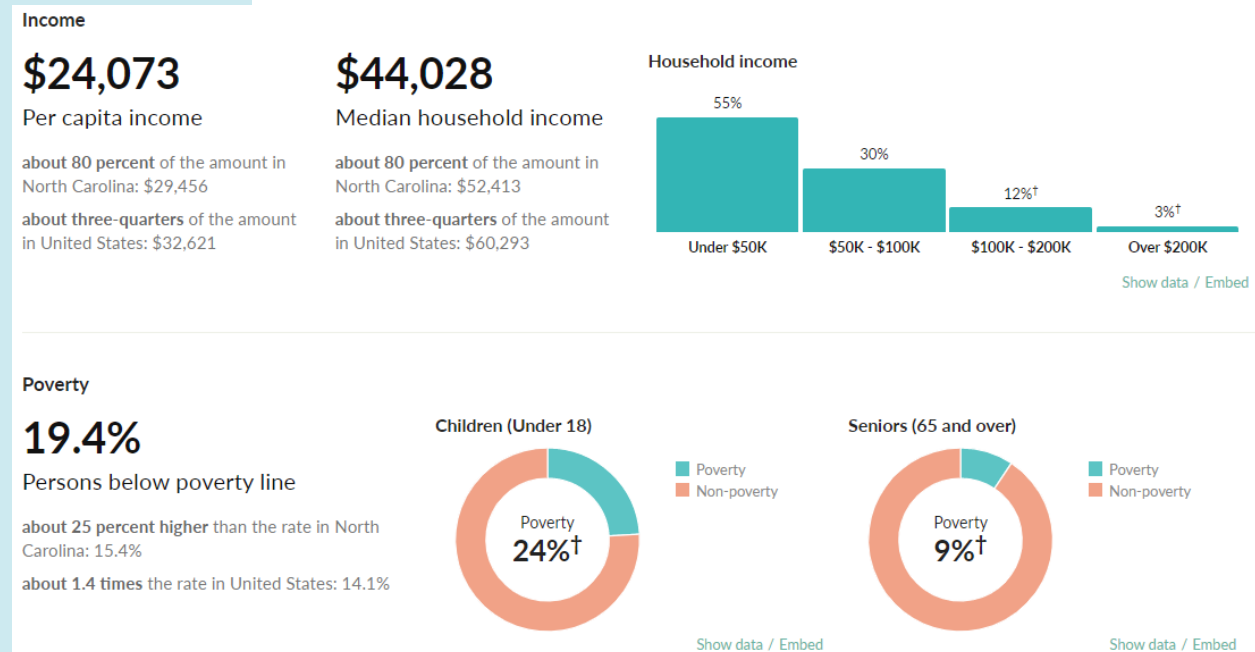 Income
$24,073
Per capita income
about 80 percent of the amount in
North Carolina: $29,456
about three-quarters of the amount
in United States: $32,621
$44,028
Median household income
about 80 percent of the amount in
North Carolina: $52,413
about three-quarters of the amount
in United States: $60,293
Household income
55%
30%
12%†
3%†
Under $50K
$50K - $100K
$100K - $200K
Over $200K
Show data / Embed
Poverty
19.4%
Persons below poverty line
about 25 percent higher than the rate in North
Carolina: 15.4%
about 1.4 times the rate in United States: 14.1%
Children (Under 18)
Poverty
24%†
Poverty
Non-poverty
Show data / Embed
Seniors (65 and over)
Poverty
9%†
Poverty
Non-poverty
Show data / Embed